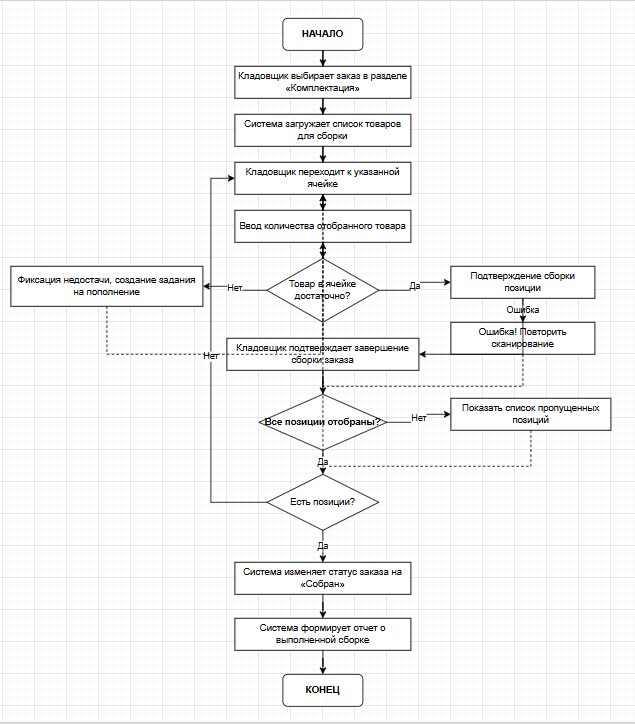 НАЧАЛО
Кладовщик выбирает заказ в разделе
«Комплектация»
Система загружает список товаров
для сборки
Кладовщик переходит к указанной
ячейке
Ввод количества отобранного товара
Фиксация недостачи, создание задания
на пополнение
Нет
Товар в ячейке
достаточно?
Да
Подтверждение сборки
позиции
Ошибка
Ошибка! Повторить
сканирование
Нет
Кладовщик подтверждает завершение
сборки заказа
Все позиции отобраны?
Нет
Показать список пропущенных
позиций
Да
Есть позиции?
Да
Система изменяет статус заказа на
«Собран»
Система формирует отчет о
выполненной сборке
КОНЕЦ